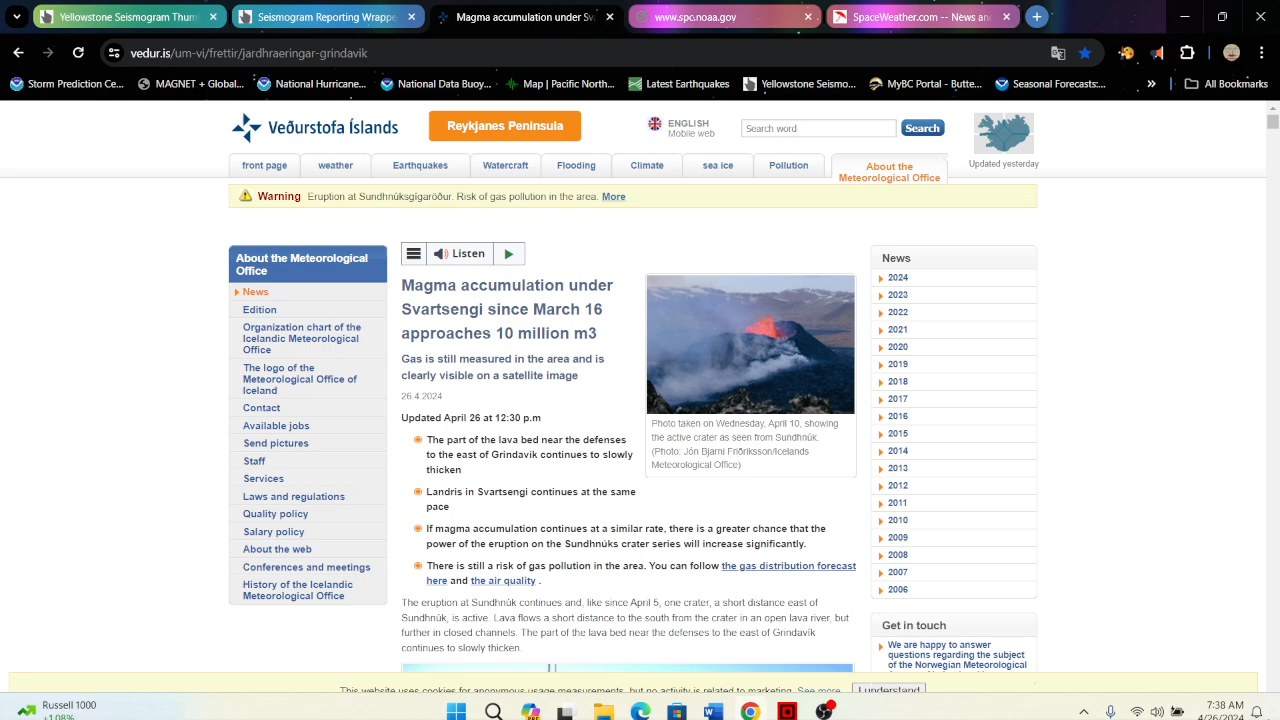 Yellowstone Seismogram Thum
Seismogram Reporting Wrappe
Magma accumulation under Sv
www.spc.noaa.gov
SpaceWeather.com -- News an
vedur.is/um-vi/frettir/jardhraeringar-grindavik
Storm Prediction Ce...
MAGNET + Global...
National Hurricane...
National Data Buoy...
Map | Pacific North...
Latest Earthquakes
Yellowstone Seismo...
MyBC Portal - Butte...
Seasonal Forecasts...
All Bookmarks
Veðurstofa Íslands
Reykjanes Peninsula
ENGLISH
Mobile web
Search word
Search
Updated yesterday
front page
weather
Earthquakes
Watercraft
Flooding
Climate
sea ice
Pollution
About the
Meteorological Office
Warning Eruption at Sundhnúksgígaröður. Risk of gas pollution in the area. More
About the Meteorological
Office
News
Edition
Organization chart of the
Icelandic Meteorological
Office
The logo of the
Meteorological Office of
Iceland
Contact
Available jobs
Send pictures
Staff
Services
Laws and regulations
Quality policy
Salary policy
About the web
Conferences and meetings
History of the Icelandic
Meteorological Office
Listen
Magma accumulation under
Svartsengi since March 16
approaches 10 million m3
Gas is still measured in the area and is
clearly visible on a satellite image
26.4.2024
Updated April 26 at 12:30 p.m
The part of the lava bed near the defenses
to the east of Grindavík continues to slowly
thicken
Landris in Svartsengi continues at the same
pace
If magma accumulation continues at a similar rate, there is a greater chance that the
power of the eruption on the Sundhnúks crater series will increase significantly.
There is still a risk of gas pollution in the area. You can follow the gas distribution forecast
here and the air quality .
The eruption at Sundhnúk continues and, like since April 5, one crater, a short distance east of
Sundhnúk, is active. Lava flows a short distance to the south from the crater in an open lava river, but
further in closed channels. The part of the lava bed near the defenses to the east of Grindavík
continues to slowly thicken.
Photo taken on Wednesday, April 10, showing
the active crater as seen from Sundhnúk.
(Photo: Jón Bjarni Friðriksson/Icelands
Meteorological Office)
News
2024
2023
2022
2021
2020
2019
2018
2017
2016
2015
2014
2013
2012
2011
2010
2009
2008
2007
2006
Get in touch
We are happy to answer
questions regarding the subject
of the Norwegian Meteorological
This website uses cookies for anonymous usage measurements, but no activity is related to marketing. See more
I understand
Russell 1000
+1.08%
7:38 AM
4/26/2024